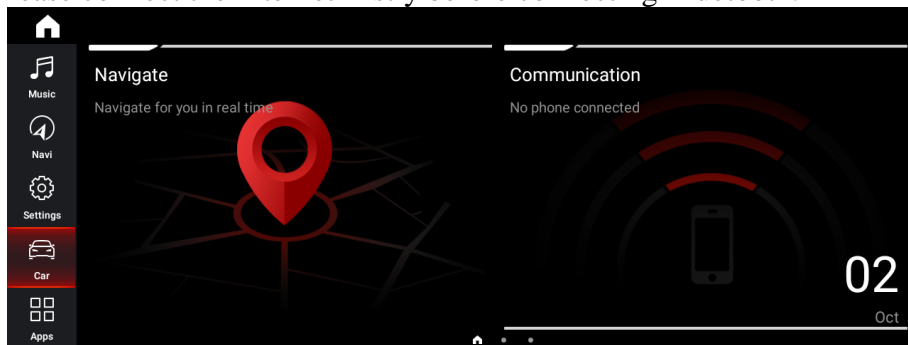 Music
Navi
Settings
Car
Apps
Navigate
Navigate for you in real time
Communication
No phone connected
02
Oct